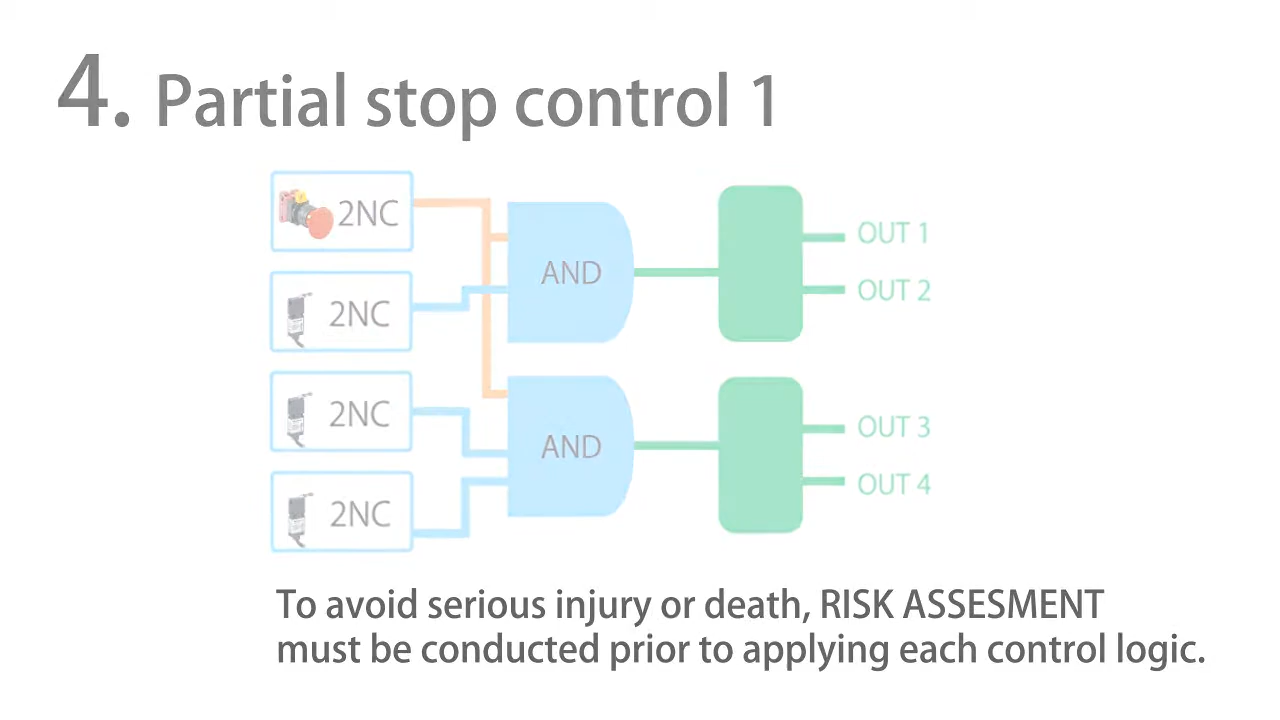 4. Partial stop control 1
2NC
AND
OUT 1
OUT 2
2NC
2NC
AND
OUT 3
OUT 4
2NC
To avoid serious injury or death, RISK ASSESMENT
must be conducted prior to applying each control logic.